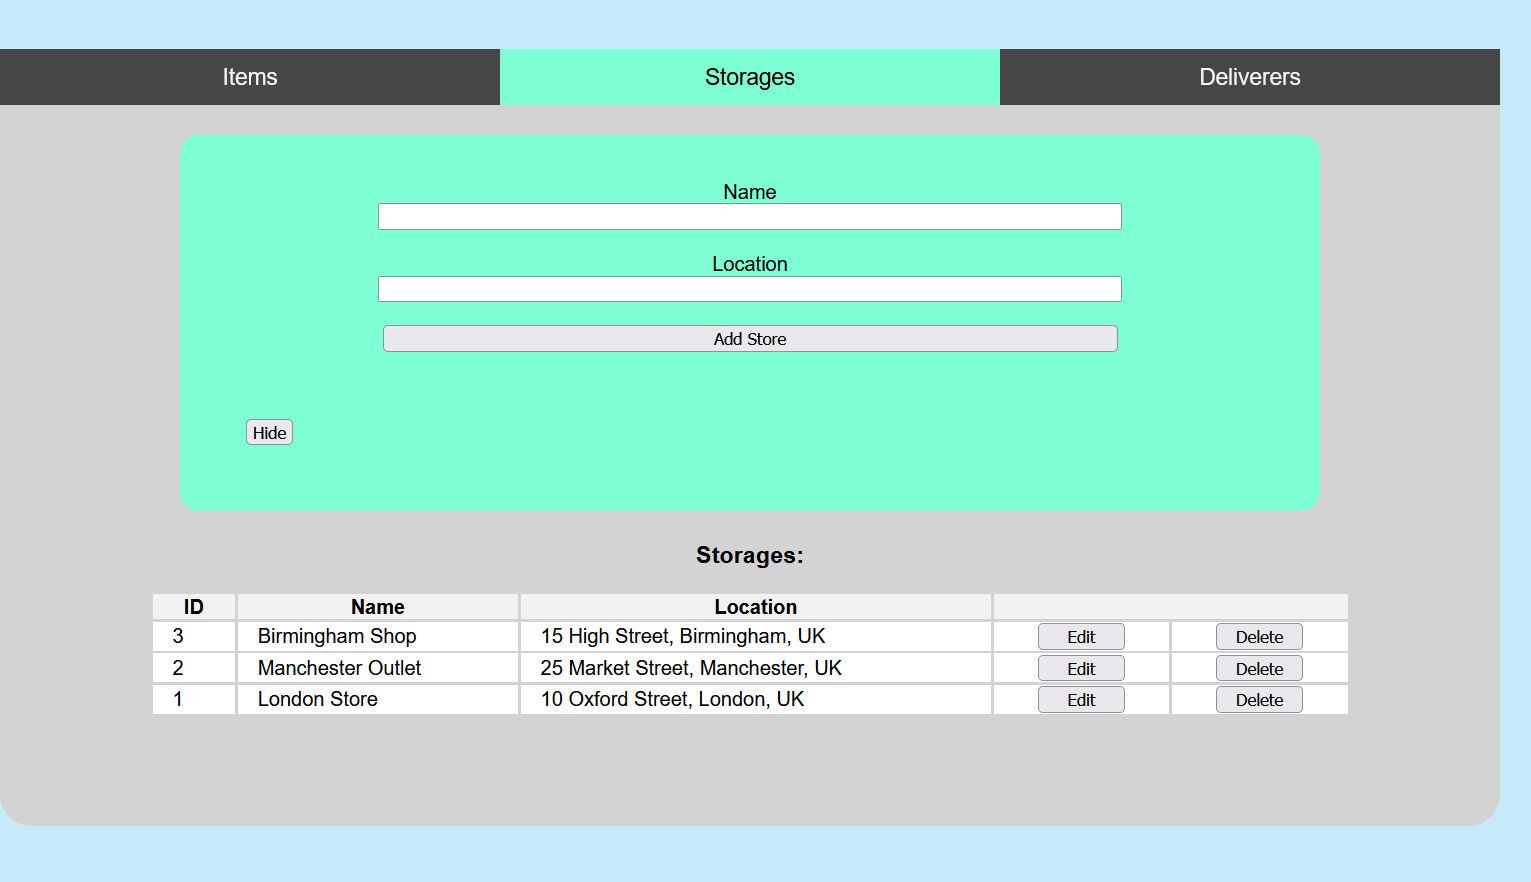 Items Storages Deliverers
Name
Location
Add Store
Hide
Storages:
ID Name Location
3 Birmingham Shop 15 High Street, Birmingham, UK Edit Delete
2 Manchester Outlet 25 Market Street, Manchester, UK Edit Delete
1 London Store 10 Oxford Street, London, UK Edit Delete